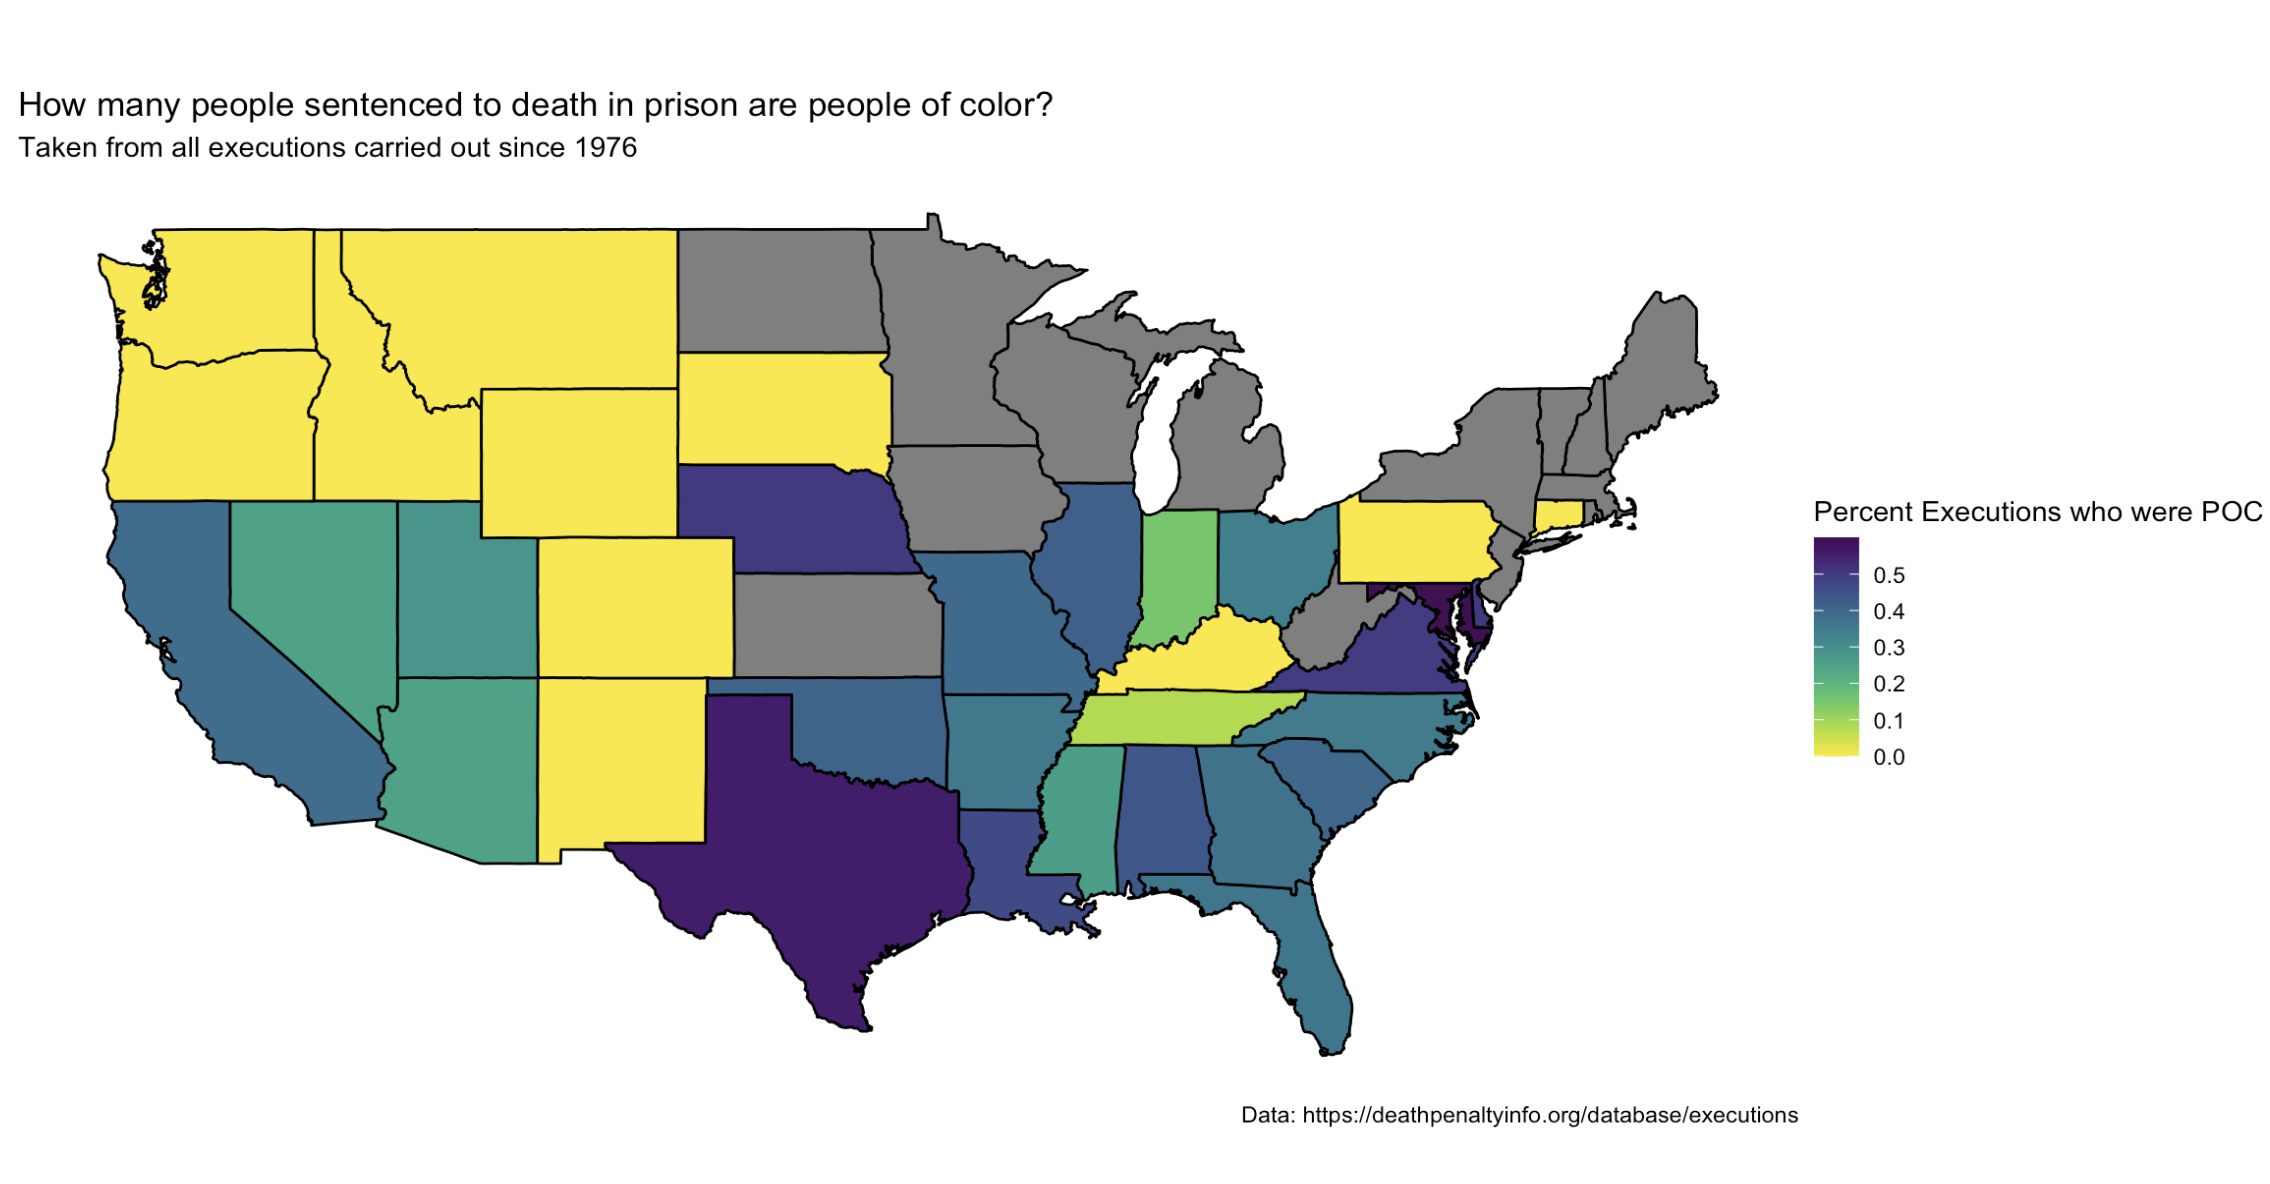 How many people sentenced to death in prison are people of color?
Taken from all executions carried out since 1976
Percent Executions who were POC
0.5
0.4
0.3
0.2
0.1
0.0
Data: https://deathpenaltyinfo.org/database/executions